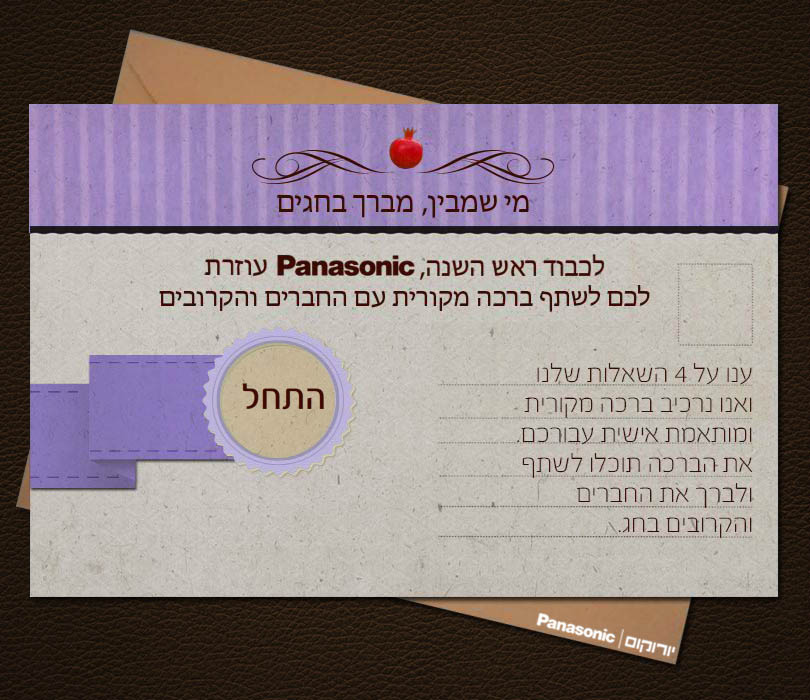 מי שמבין, מברך בחגים
לכבוד ראש השנה, Panasonic עוזרת
לכם לשתף ברכה מקורית עם החברים והקרובים
התחל
ענו על 4 השאלות שלנו
ואנו נרכיב ברכה מקורית
ומותאמת אישית עבורכם.
את הברכה תוכלו לשתף
ולברך את החברים
והקרובים בחג.
Panasonic | יורוקום